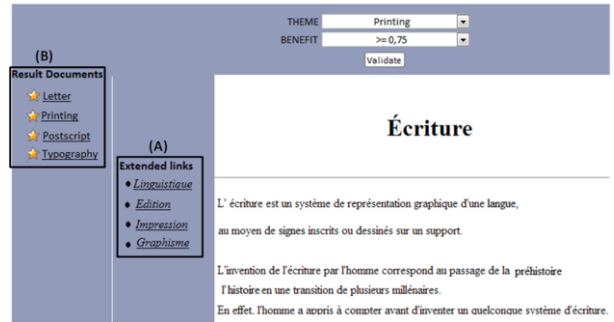 THEME Printing
BENEFIT >= 0,75
Validate
(B)
Result Documents
Letter
Printing
Postscript
Typography
(A)
Extended links
Linguistique
Edition
Impression
Graphisme
Écriture
L' écriture est un système de représentation graphique d'une langue,
au moyen de signes inscrits ou dessinés sur un support.
L'invention de l'écriture par l'homme correspond au passage de la préhistoire
l'histoire en une transition de plusieurs millénaires.
En effet, l'homme a appris à compter avant d'inventer un quelconque système d'écriture.